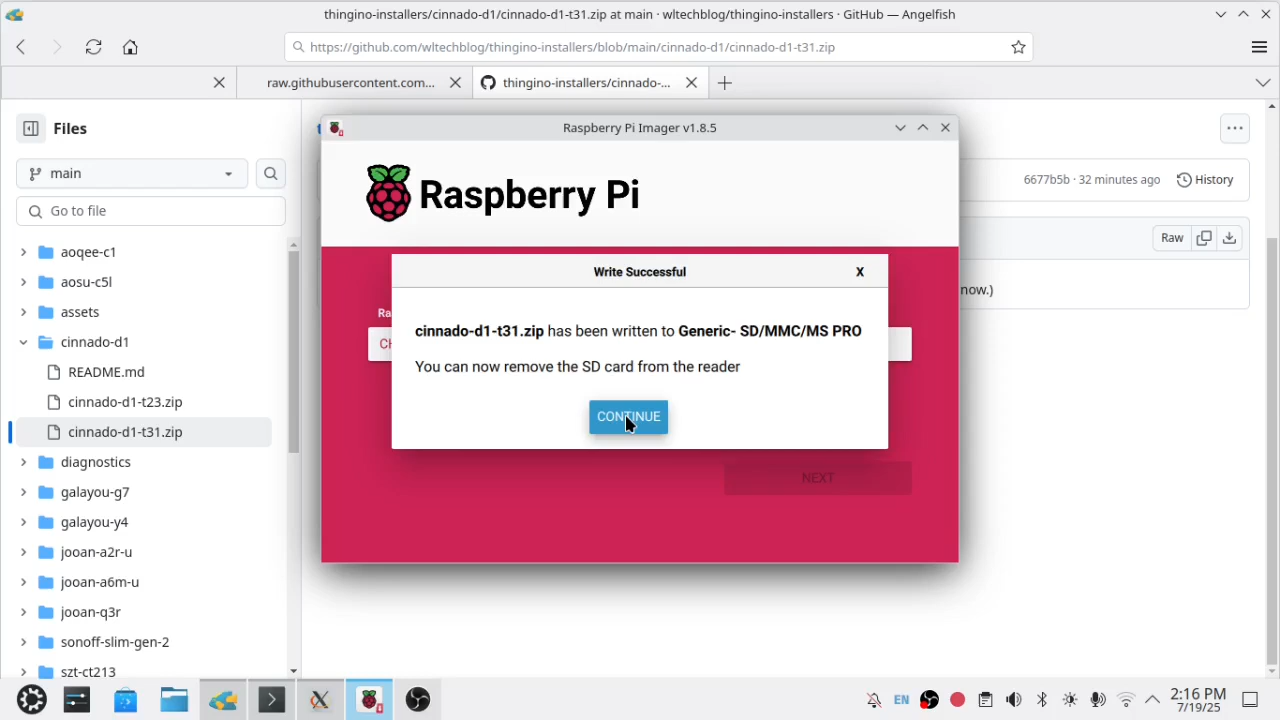 thingino-installers/cinnado-d1/cinnado-d1-t31.zip at main · wltechblog/thingino-installers · GitHub — Angelfish
https://github.com/wltechblog/thingino-installers/blob/main/cinnado-d1/cinnado-d1-t31.zip
raw.githubusercontent.com...
thingino-installers/cinnado-...
Files
main
Go to file
aoqee-c1
aosu-c5l
assets
cinnado-d1
README.md
cinnado-d1-t23.zip
cinnado-d1-t31.zip
diagnostics
galayou-g7
galayou-y4
jooan-a2r-u
jooan-a6m-u
jooan-q3r
sonoff-slim-gen-2
szt-ct213
6677b5b · 32 minutes ago
History
Raw
now.)
Raspberry Pi Imager v1.8.5
Raspberry Pi
Ra
CH
Write Successful
X
cinnado-d1-t31.zip has been written to Generic- SD/MMC/MS PRO
You can now remove the SD card from the reader
CONTINUE
NEXT
EN
2:16 PM
7/19/25